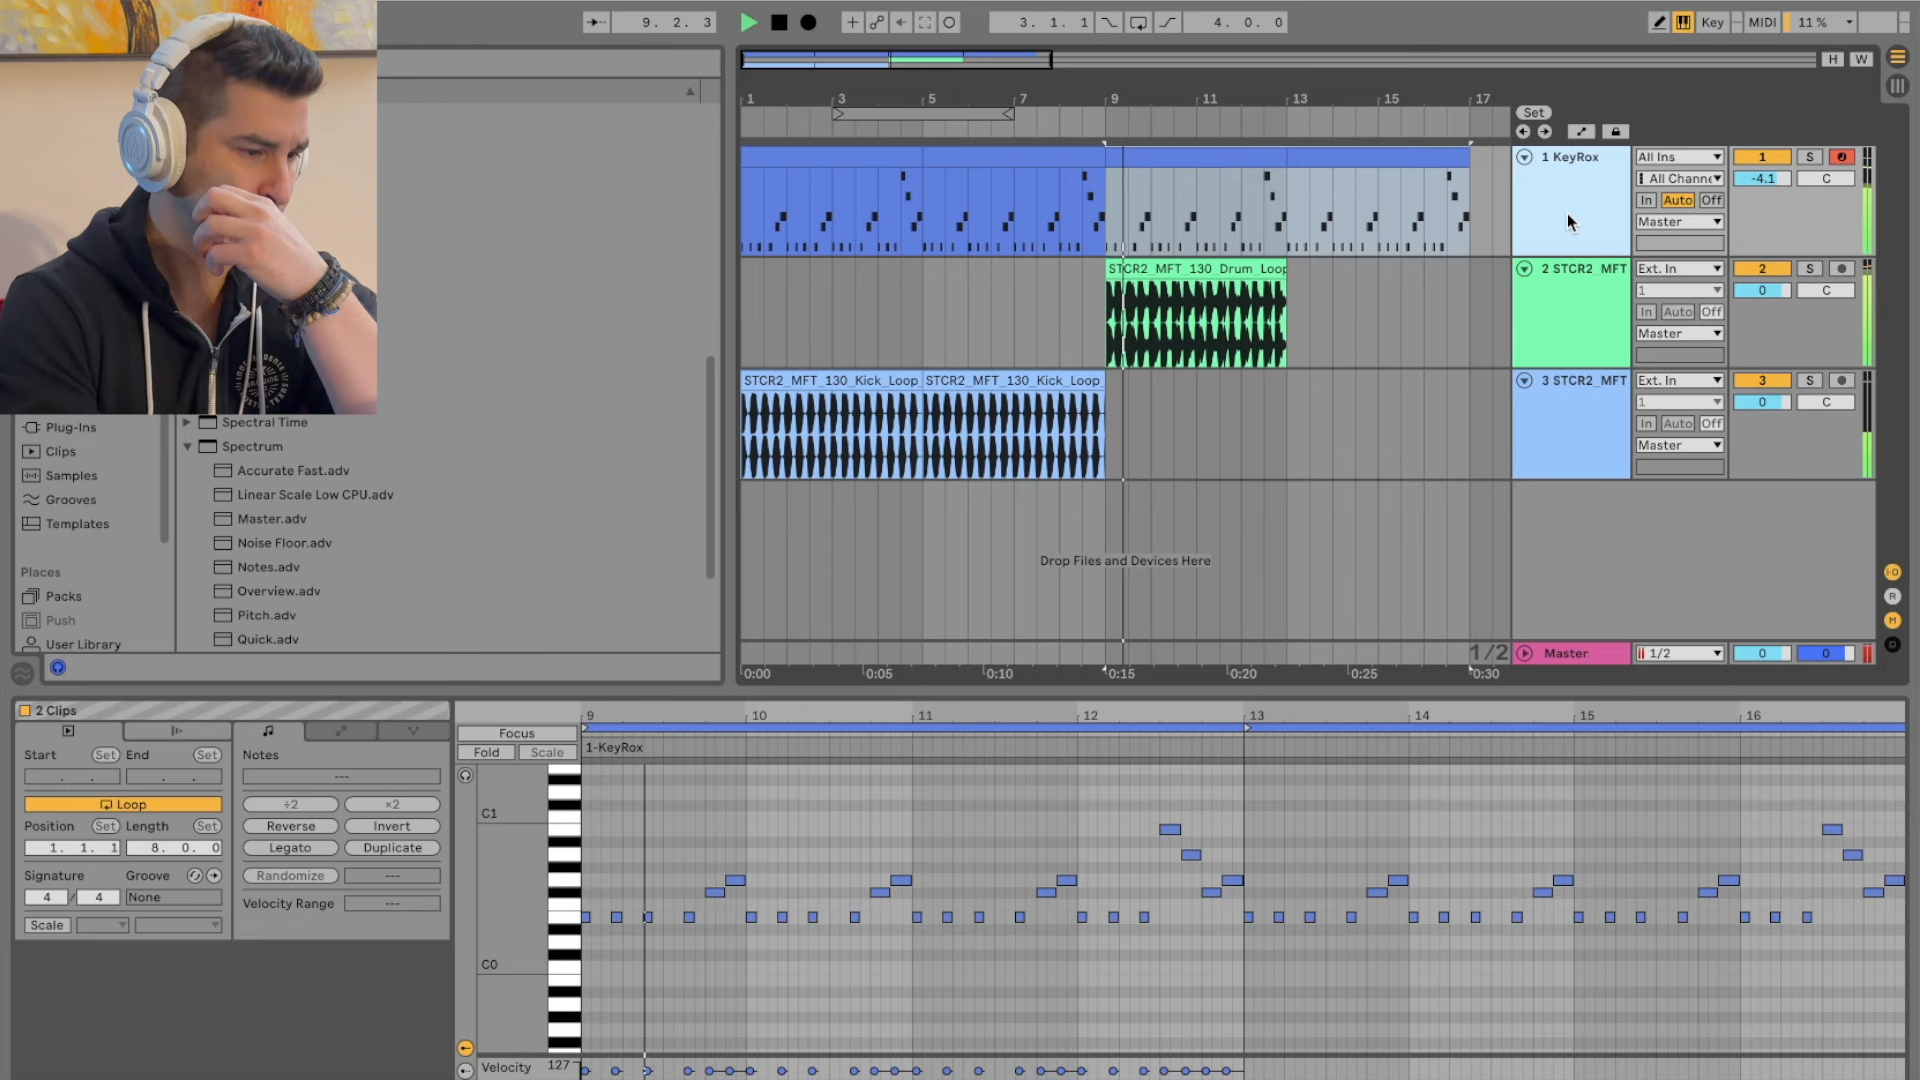 9. 2. 3
3. 1. 1
4. 0. 0
Key
MIDI
11 %
H
W
1
3
5
7
9
11
13
15
17
Set
1 KeyRox
All Ins
1
S
All Channe
-4.1
C
In
Auto
Off
Master
STCR2_MFT_130_Drum_Loop
2 STCR2_MFT
Ext. In
2
S
1
0
C
In
Auto
Off
Master
STCR2_MFT_130_Kick_Loop_
STCR2_MFT_130_Kick_Loop_
3 STCR2_MFT
Ext. In
3
S
1
0
C
In
Auto
Off
Master
Drop Files and Devices Here
1/2
Master
1/2
0
0
0:00
0:05
0:10
0:15
0:20
0:25
0:30
Plug-Ins
Clips
Samples
Grooves
Templates
Places
Packs
Push
User Library
Spectral Time
Spectrum
Accurate Fast.adv
Linear Scale Low CPU.adv
Master.adv
Noise Floor.adv
Notes.adv
Overview.adv
Pitch.adv
Quick.adv
I·O
R
M
D
2 Clips
Start
Set
End
Set
Notes
---
Loop
÷2
×2
Position
Set
Length
Set
Reverse
Invert
1. 1. 1
8. 0. 0
Legato
Duplicate
Signature
Groove
Randomize
---
4 / 4
None
Velocity Range
---
Scale
Focus
Fold
Scale
9
10
11
12
13
14
15
16
1-KeyRox
C1
C0
Velocity
127